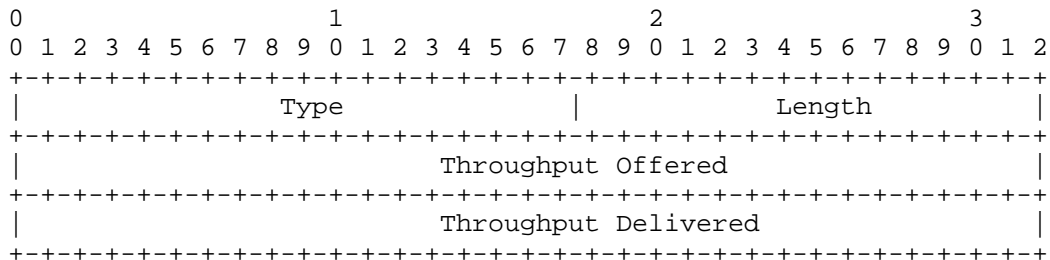 0                   1                   2                   3
0 1 2 3 4 5 6 7 8 9 0 1 2 3 4 5 6 7 8 9 0 1 2 3 4 5 6 7 8 9 0 1 2
+-+-+-+-+-+-+-+-+-+-+-+-+-+-+-+-+-+-+-+-+-+-+-+-+-+-+-+-+-+-+-+-+
|                Type              |            Length          |
+-+-+-+-+-+-+-+-+-+-+-+-+-+-+-+-+-+-+-+-+-+-+-+-+-+-+-+-+-+-+-+-+
|                          Throughput Offered                   |
+-+-+-+-+-+-+-+-+-+-+-+-+-+-+-+-+-+-+-+-+-+-+-+-+-+-+-+-+-+-+-+-+
|                          Throughput Delivered                 |
+-+-+-+-+-+-+-+-+-+-+-+-+-+-+-+-+-+-+-+-+-+-+-+-+-+-+-+-+-+-+-+-+